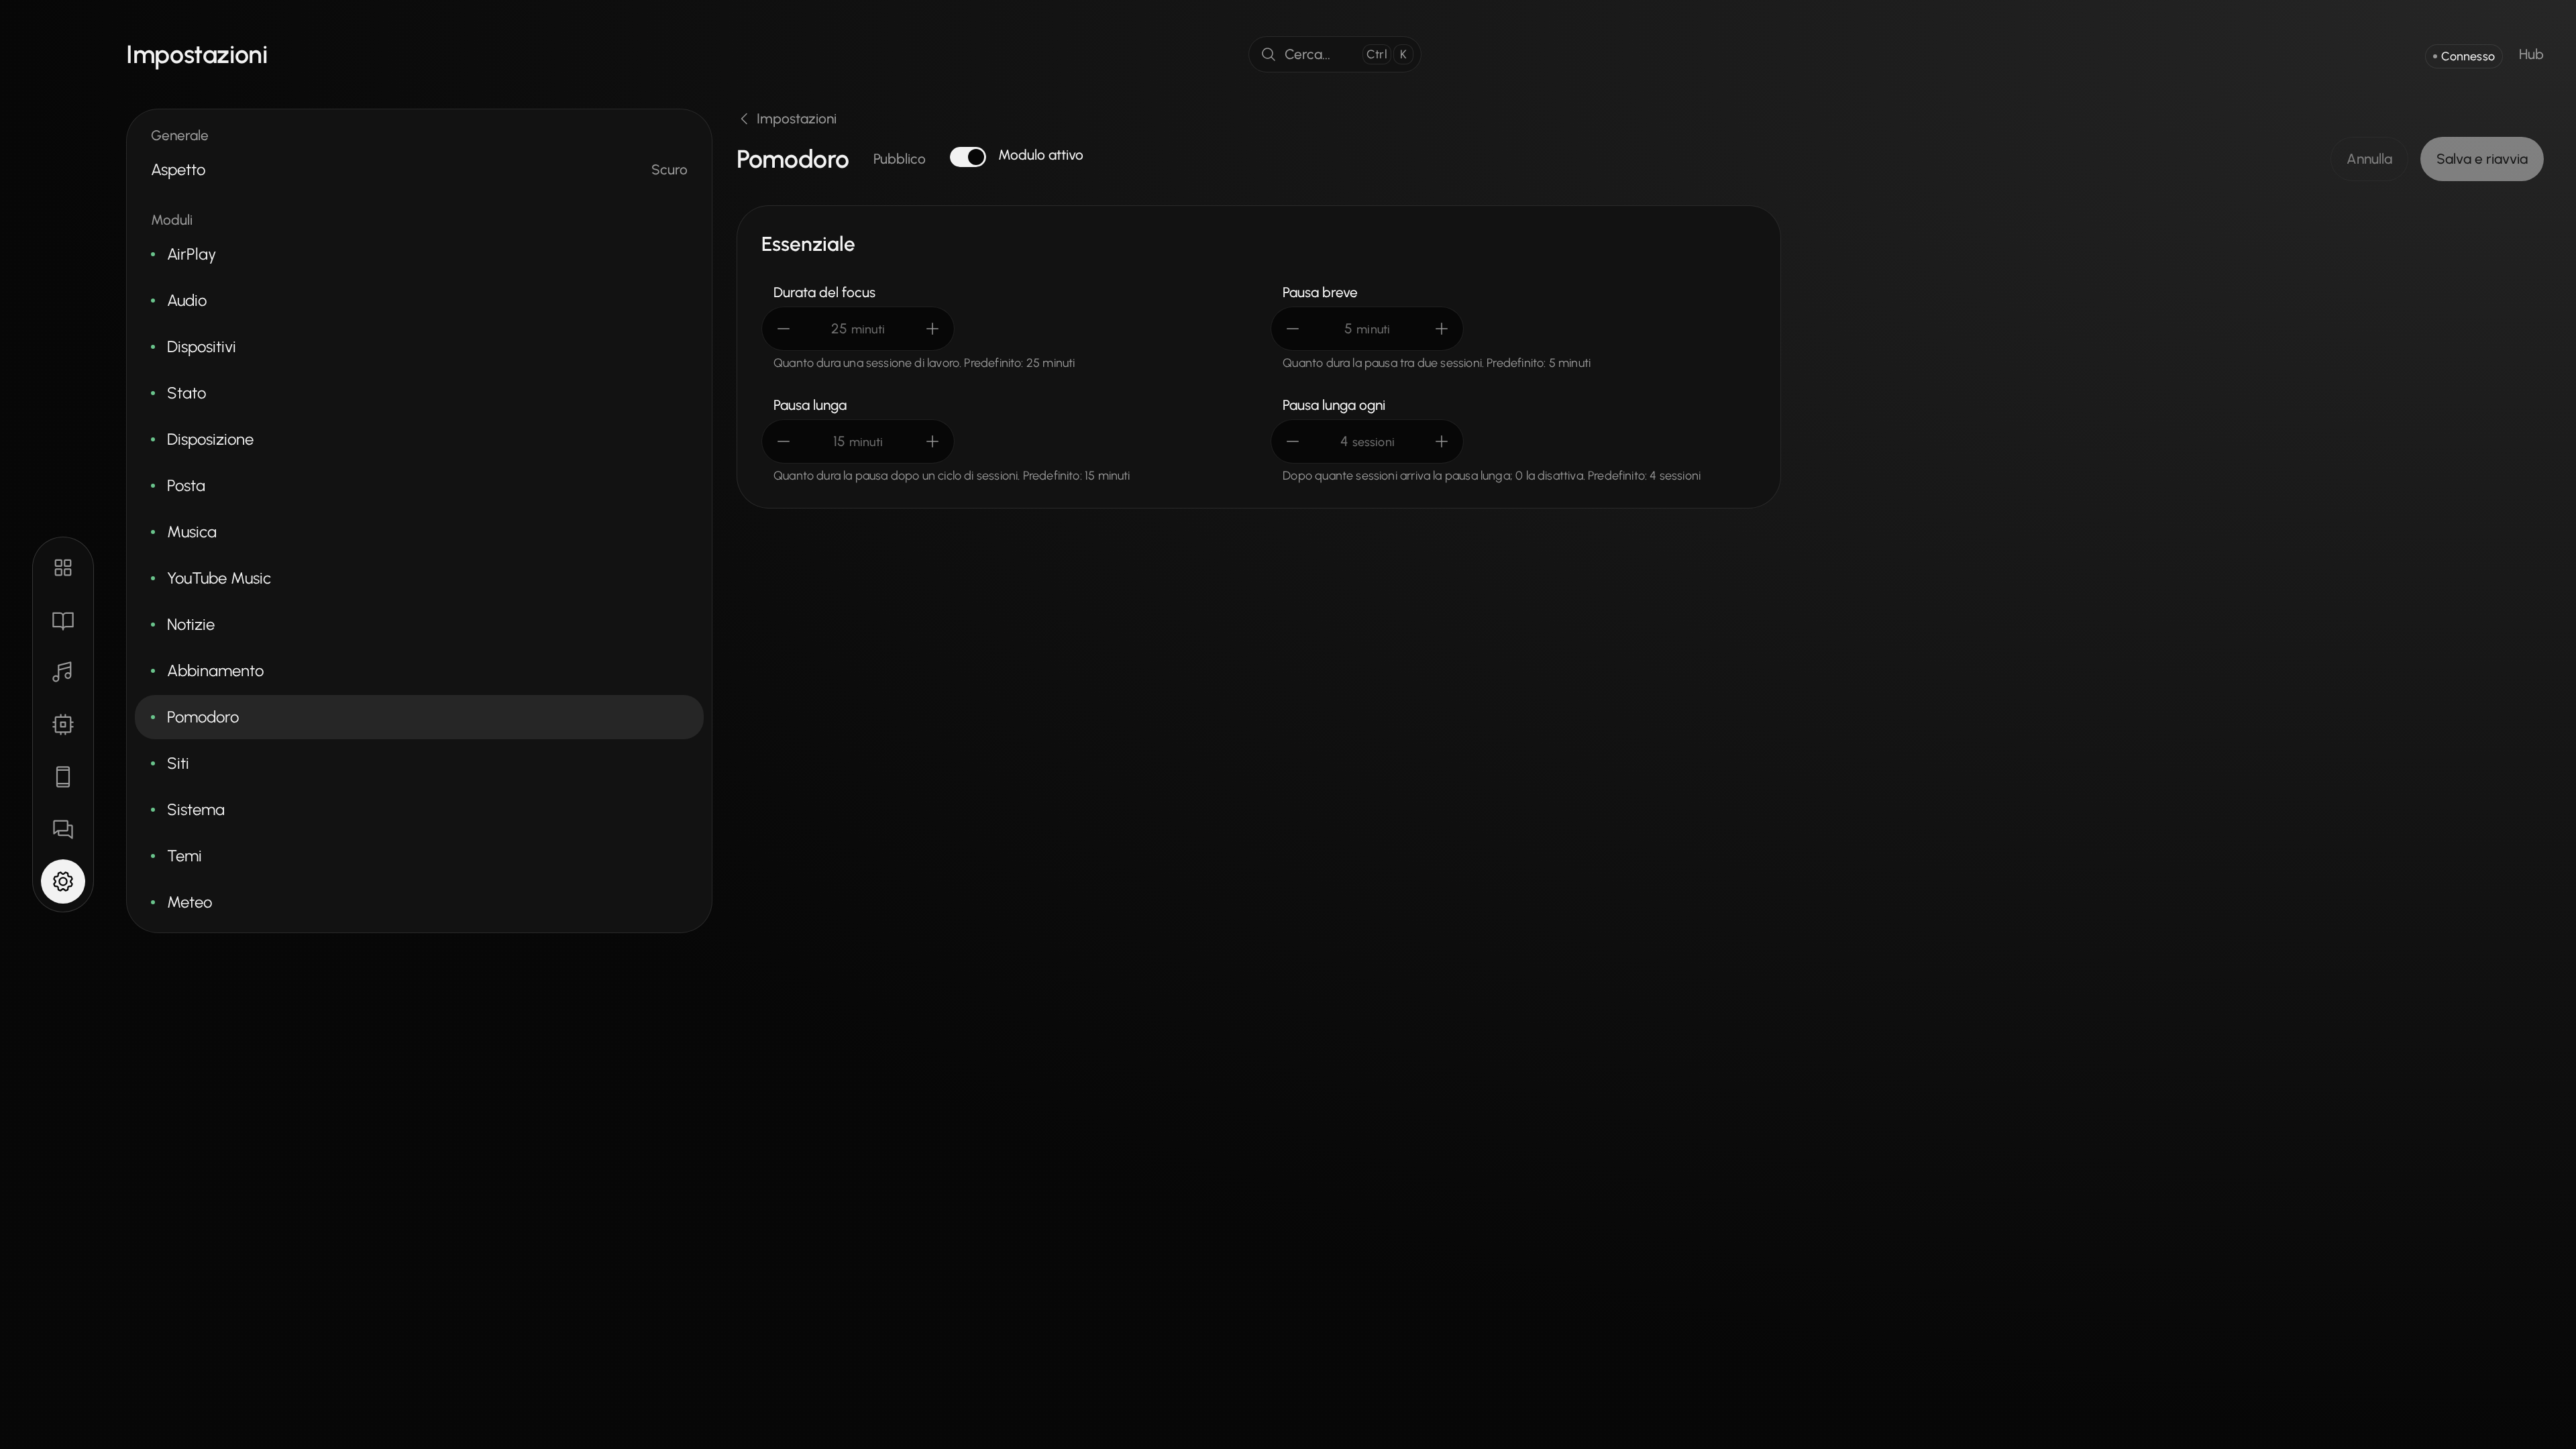 Impostazioni
Cerca... Ctrl K
Connesso Hub
Generale
Aspetto Scuro
Moduli
AirPlay
Audio
Dispositivi
Stato
Disposizione
Posta
Musica
YouTube Music
Notizie
Abbinamento
Pomodoro
Siti
Sistema
Temi
Meteo
Impostazioni
Pomodoro Pubblico Modulo attivo
Annulla Salva e riavvia
Essenziale
Durata del focus
25 minuti
Quanto dura una sessione di lavoro. Predefinito: 25 minuti
Pausa breve
5 minuti
Quanto dura la pausa tra due sessioni. Predefinito: 5 minuti
Pausa lunga
15 minuti
Quanto dura la pausa dopo un ciclo di sessioni. Predefinito: 15 minuti
Pausa lunga ogni
4 sessioni
Dopo quante sessioni arriva la pausa lunga; 0 la disattiva. Predefinito: 4 sessioni